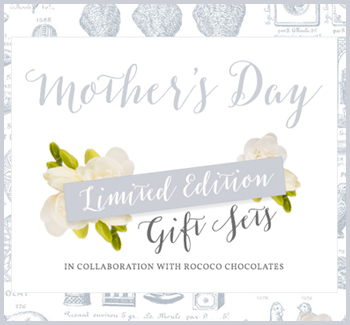 Mother's Day
Limited Edition
Gift Sets
IN COLLABORATION WITH ROCOCO CHOCOLATES